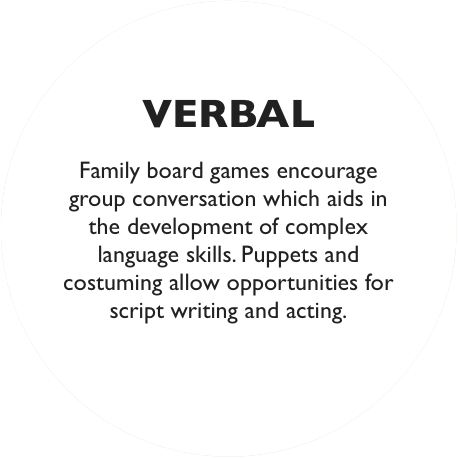 VERBAL
Family board games encourage
group conversation which aids in
the development of complex
language skills. Puppets and
costuming allow opportunities for
script writing and acting.